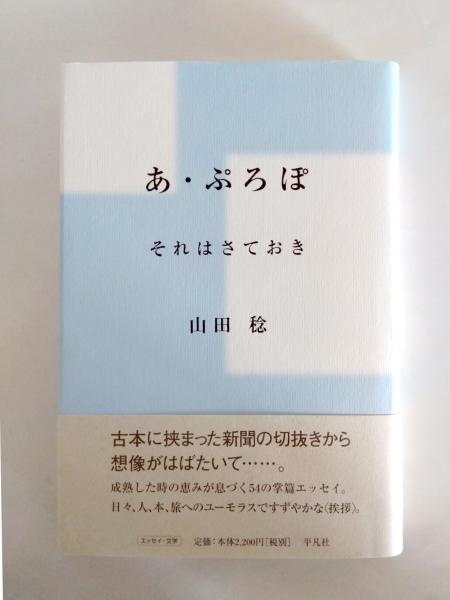 あ・ぷろぽ
それはさておき
山田 稔
古本に挟まった新聞の切抜きから
想像がはばたいて……。
成熟した時の恵みが息づく54の掌篇エッセイ。
日々、人、本、旅へのユーモラスですずやかな〈挨拶〉。
エッセイ・文学 定価：本体2,200円［税別］ 平凡社